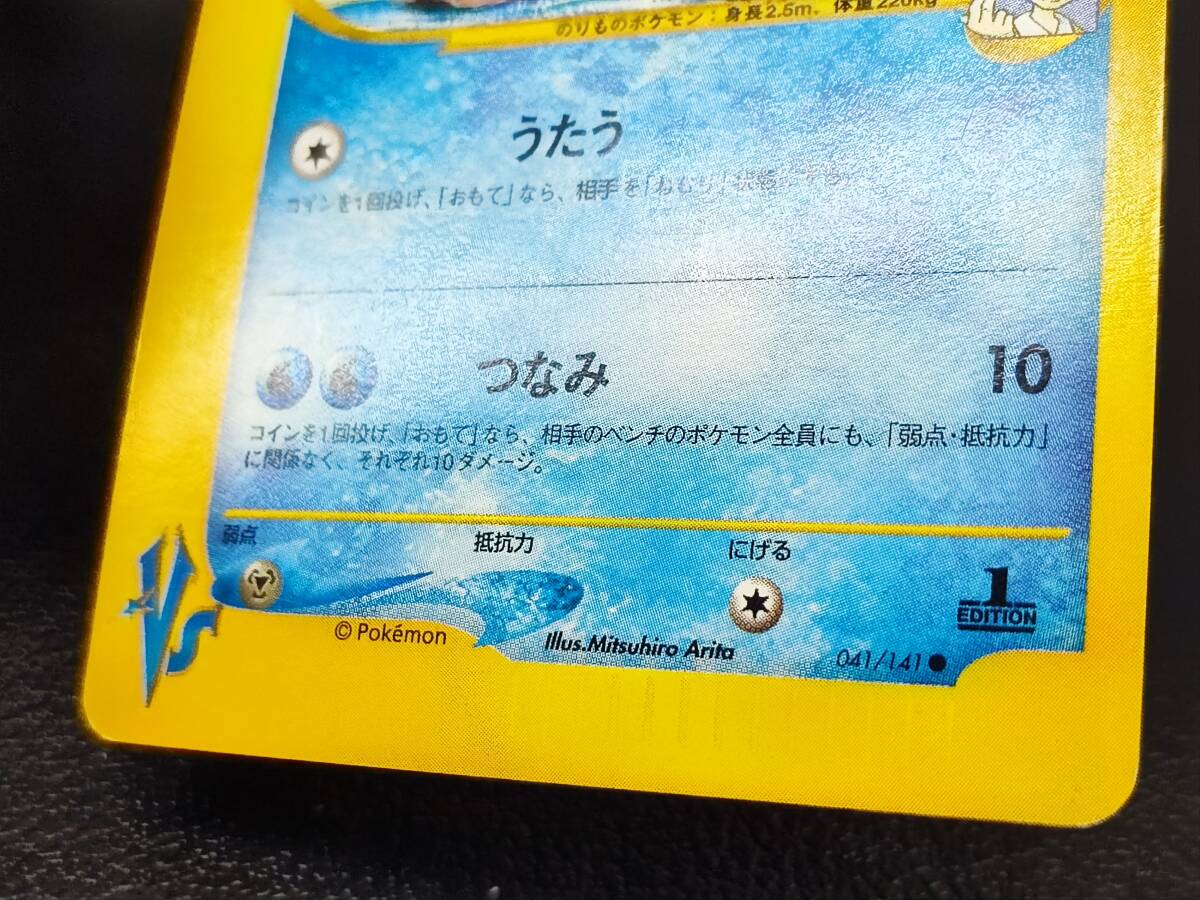 のりものポケモン：身長2.5m、体重220kg
うたう
コインを1回投げ、「おもて」なら、相手を「ねむり」状態にする。
つなみ 10
コインを1回投げ、「おもて」なら、相手のベンチのポケモン全員にも、「弱点・抵抗力」
に関係なく、それぞれ10ダメージ。
弱点 抵抗力 にげる
1
EDITION
VS
© Pokémon
Illus.Mitsuhiro Arita
041/141 ●